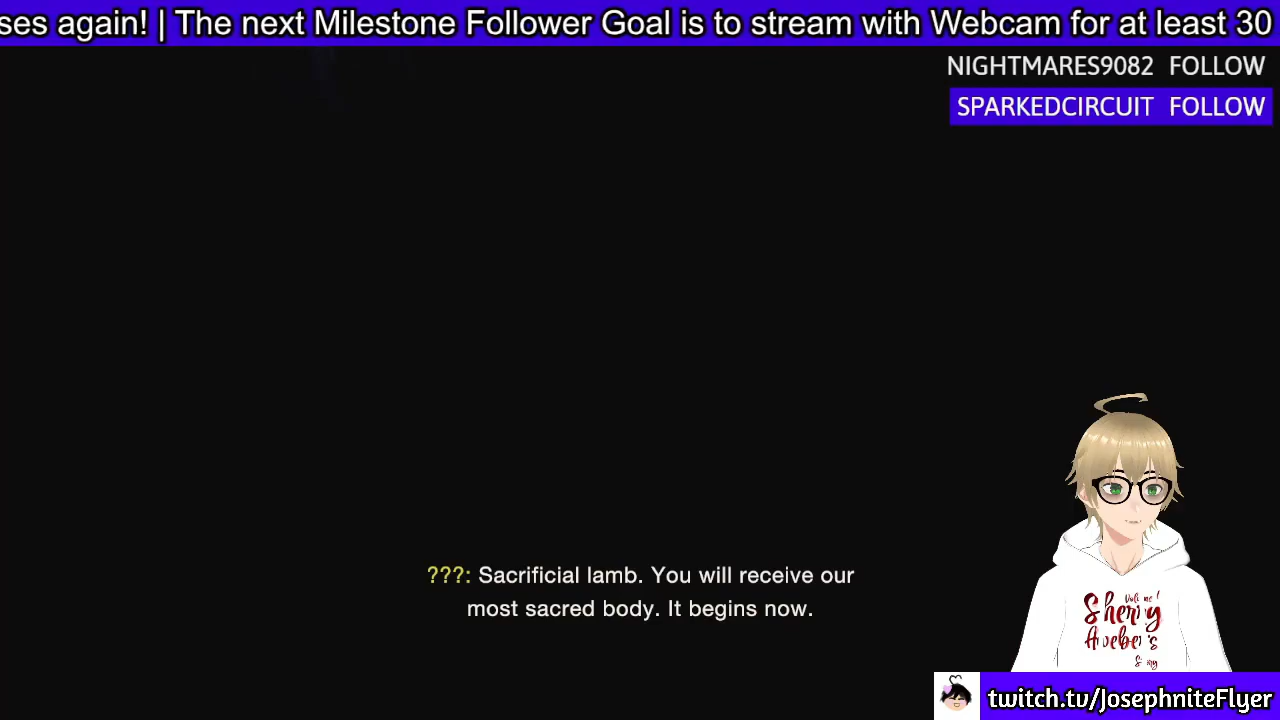 ses again! | The next Milestone Follower Goal is to stream with Webcam for at least 30
NIGHTMARES9082 FOLLOW
SPARKEDCIRCUIT FOLLOW
???: Sacrificial lamb. You will receive our
most sacred body. It begins now.
Sherry
twitch.tv/JosephniteFlyer